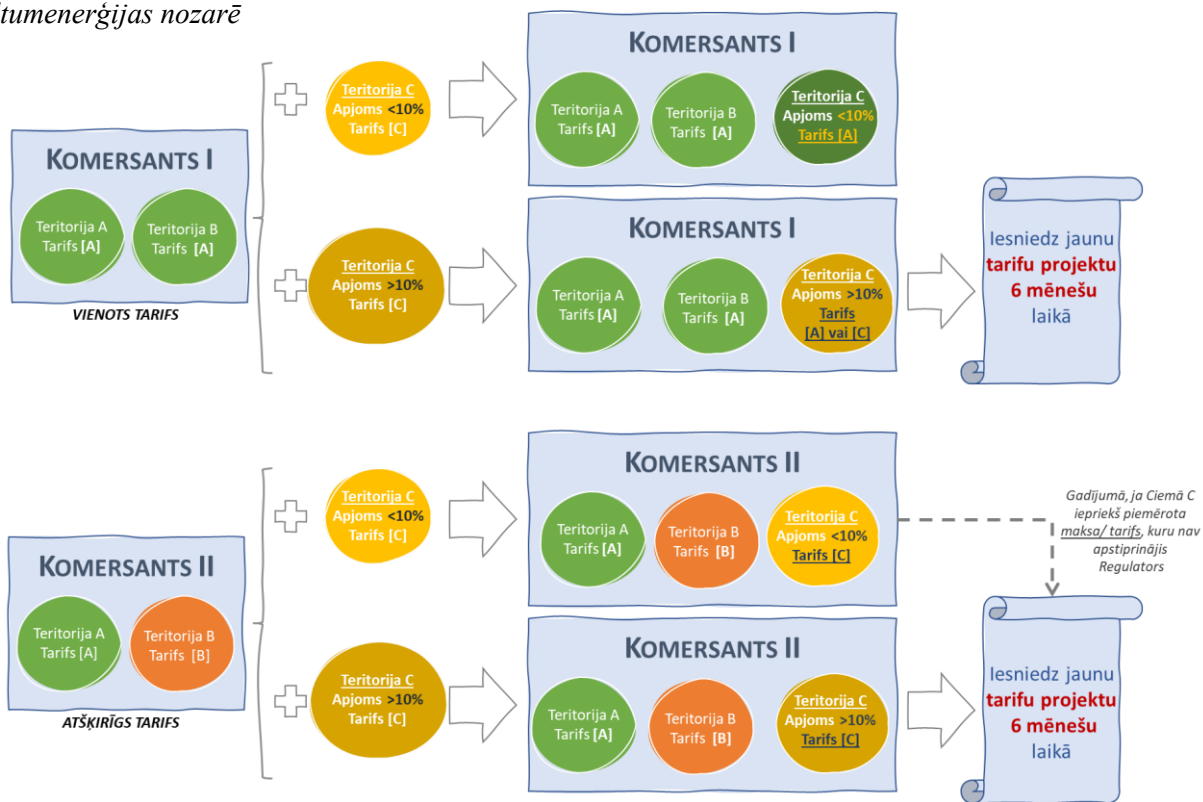 tumenerģijas nozarē
KOMERSANTS I
Teritorija A
Tarifs [A]
Teritorija B
Tarifs [A]
VIENOTS TARIFS
Teritorija C
Apjoms <10%
Tarifs [C]
KOMERSANTS I
Teritorija A
Tarifs [A]
Teritorija B
Tarifs [A]
Teritorija C
Apjoms <10%
Tarifs [A]
Teritorija C
Apjoms >10%
Tarifs [C]
KOMERSANTS I
Teritorija A
Tarifs [A]
Teritorija B
Tarifs [A]
Teritorija C
Apjoms >10%
Tarifs
[A] vai [C]
Iesniedz jaunu
tarifu projektu
6 mēnešu
laikā
KOMERSANTS II
Teritorija A
Tarifs [A]
Teritorija B
Tarifs [B]
ATŠĶIRĪGS TARIFS
Teritorija C
Apjoms <10%
Tarifs [C]
KOMERSANTS II
Teritorija A
Tarifs [A]
Teritorija B
Tarifs [B]
Teritorija C
Apjoms <10%
Tarifs [C]
Gadījumā, ja Ciemā C
iepriekš piemērota
maksa/ tarifs, kuru nav
apstiprinājis
Regulators
Teritorija C
Apjoms >10%
Tarifs [C]
KOMERSANTS II
Teritorija A
Tarifs [A]
Teritorija B
Tarifs [B]
Teritorija C
Apjoms >10%
Tarifs [C]
Iesniedz jaunu
tarifu projektu
6 mēnešu
laikā